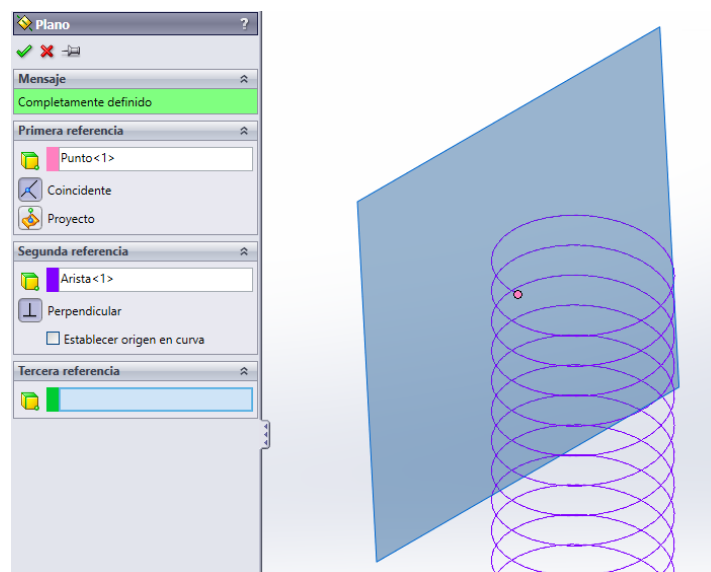 Plano ?
Mensaje
Completamente definido
Primera referencia
Punto<1>
Coincidente
Proyecto
Segunda referencia
Arista<1>
Perpendicular
Establecer origen en curva
Tercera referencia